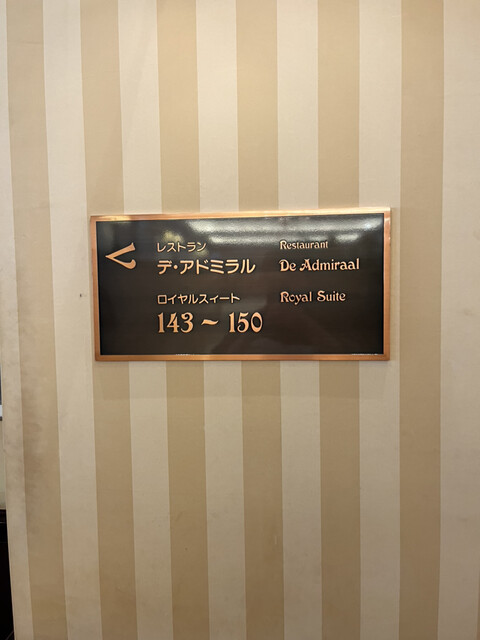 <
レストラン Restaurant
デ・アドミラル De Admiraal
ロイヤルスィート Royal Suite
143 ~ 150